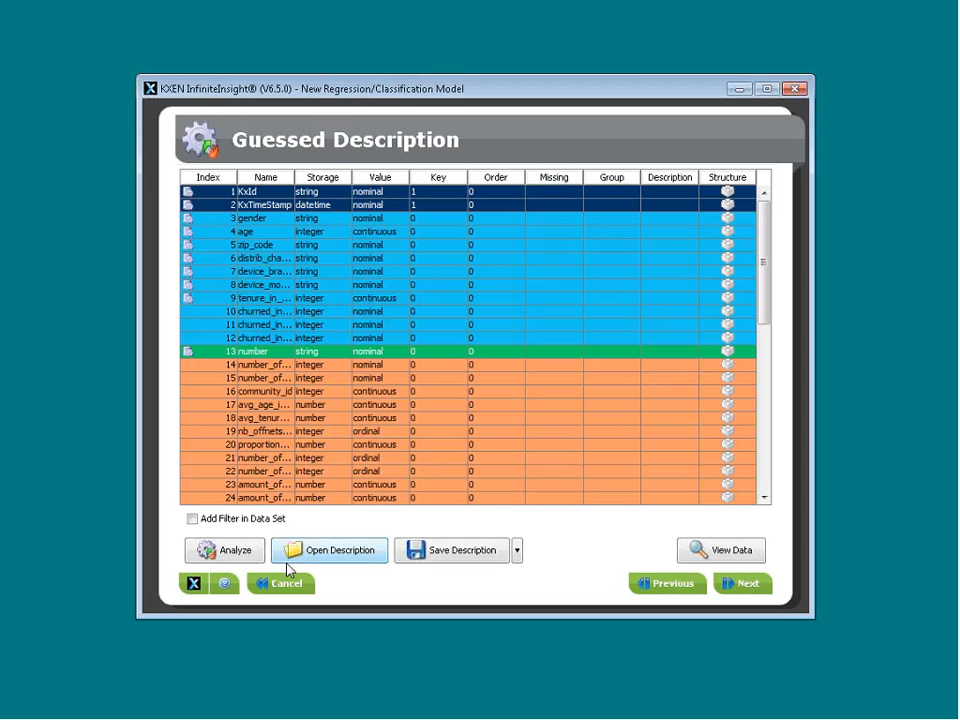 KXEN InfiniteInsight® (V6.5.0) - New Regression/Classification Model
Guessed Description
Index Name Storage Value Key Order Missing Group Description Structure
1 KxId string nominal 1 0
2 KxTimeStamp datetime nominal 1 0
3 gender string nominal 0 0
4 age integer continuous 0 0
5 zip_code string nominal 0 0
6 distrib_cha... string nominal 0 0
7 device_bra... string nominal 0 0
8 device_mo... string nominal 0 0
9 tenure_in_... integer continuous 0 0
10 churned_in... integer nominal 0 0
11 churned_in... integer nominal 0 0
12 churned_in... integer nominal 0 0
13 number string nominal 0 0
14 number_of... integer nominal 0 0
15 number_of... integer nominal 0 0
16 community_id integer continuous 0 0
17 avg_age_i... number continuous 0 0
18 avg_tenur... number continuous 0 0
19 nb_offnets... integer ordinal 0 0
20 proportion... number continuous 0 0
21 number_of... integer ordinal 0 0
22 number_of... integer ordinal 0 0
23 amount_of... number continuous 0 0
24 amount_of... number continuous 0 0
Add Filter in Data Set
Analyze Open Description Save Description View Data
X Cancel Previous Next